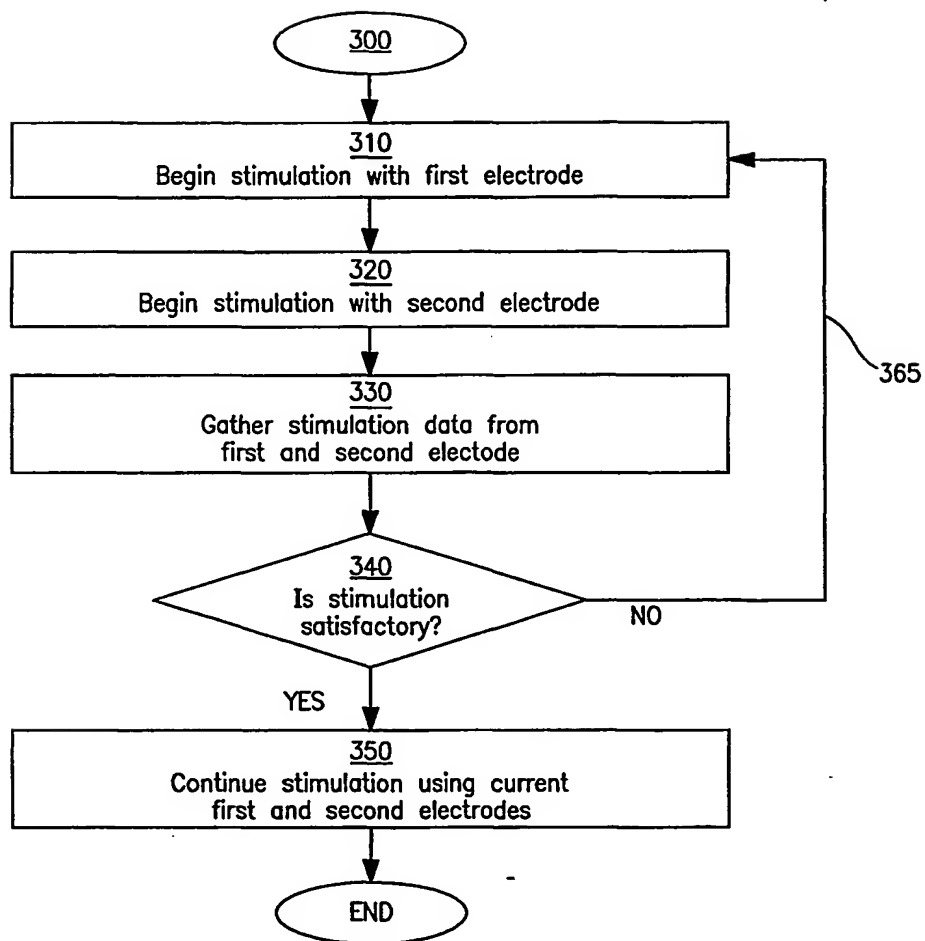 300
310
Begin stimulation with first electrode
320
Begin stimulation with second electrode
365
330
Gather stimulation data from
first and second electode
340
Is stimulation
satisfactory?
NO
YES
350
Continue stimulation using current
first and second electrodes
END